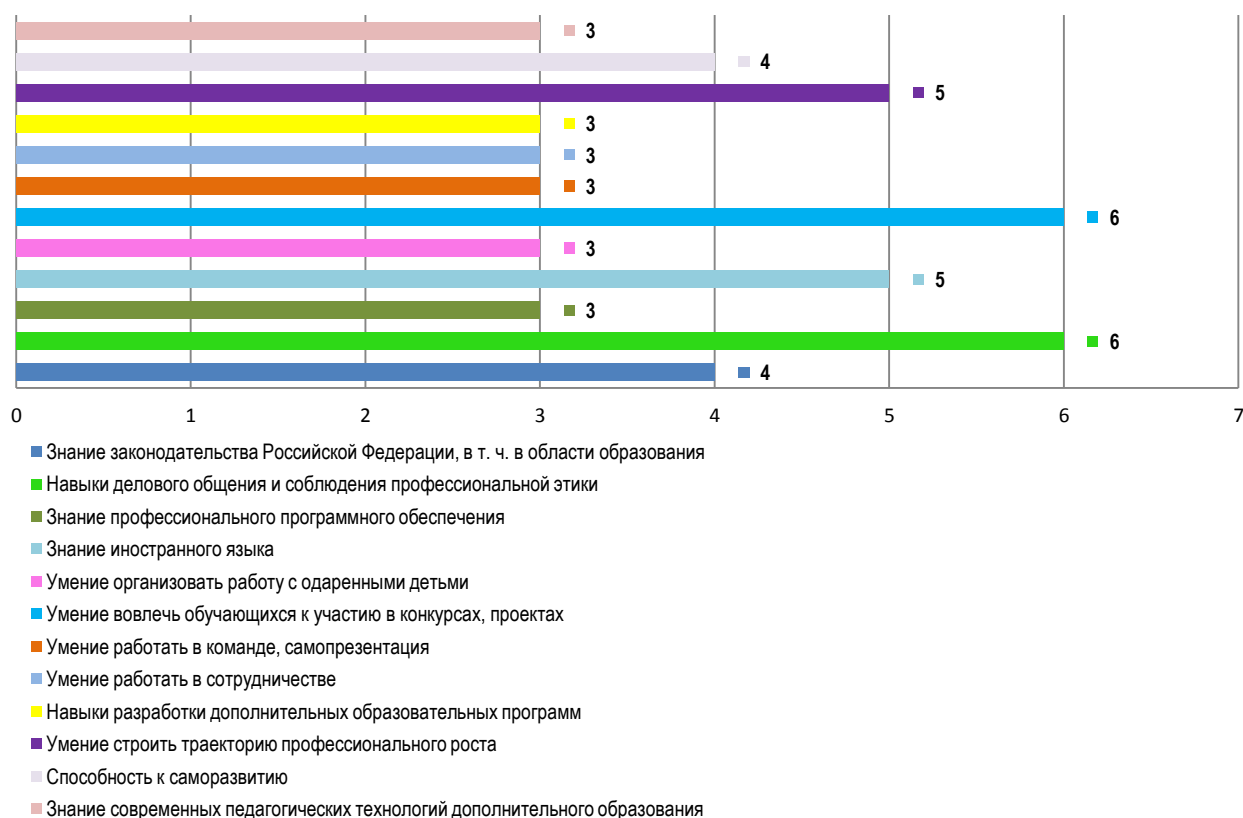 3
4
5
3
3
3
6
3
5
3
6
4
0 1 2 3 4 5 6 7
Знание законодательства Российской Федерации, в т. ч. в области образования
Навыки делового общения и соблюдения профессиональной этики
Знание профессионального программного обеспечения
Знание иностранного языка
Умение организовать работу с одаренными детьми
Умение вовлечь обучающихся к участию в конкурсах, проектах
Умение работать в команде, самопрезентация
Умение работать в сотрудничестве
Навыки разработки дополнительных образовательных программ
Умение строить траекторию профессионального роста
Способность к саморазвитию
Знание современных педагогических технологий дополнительного образования